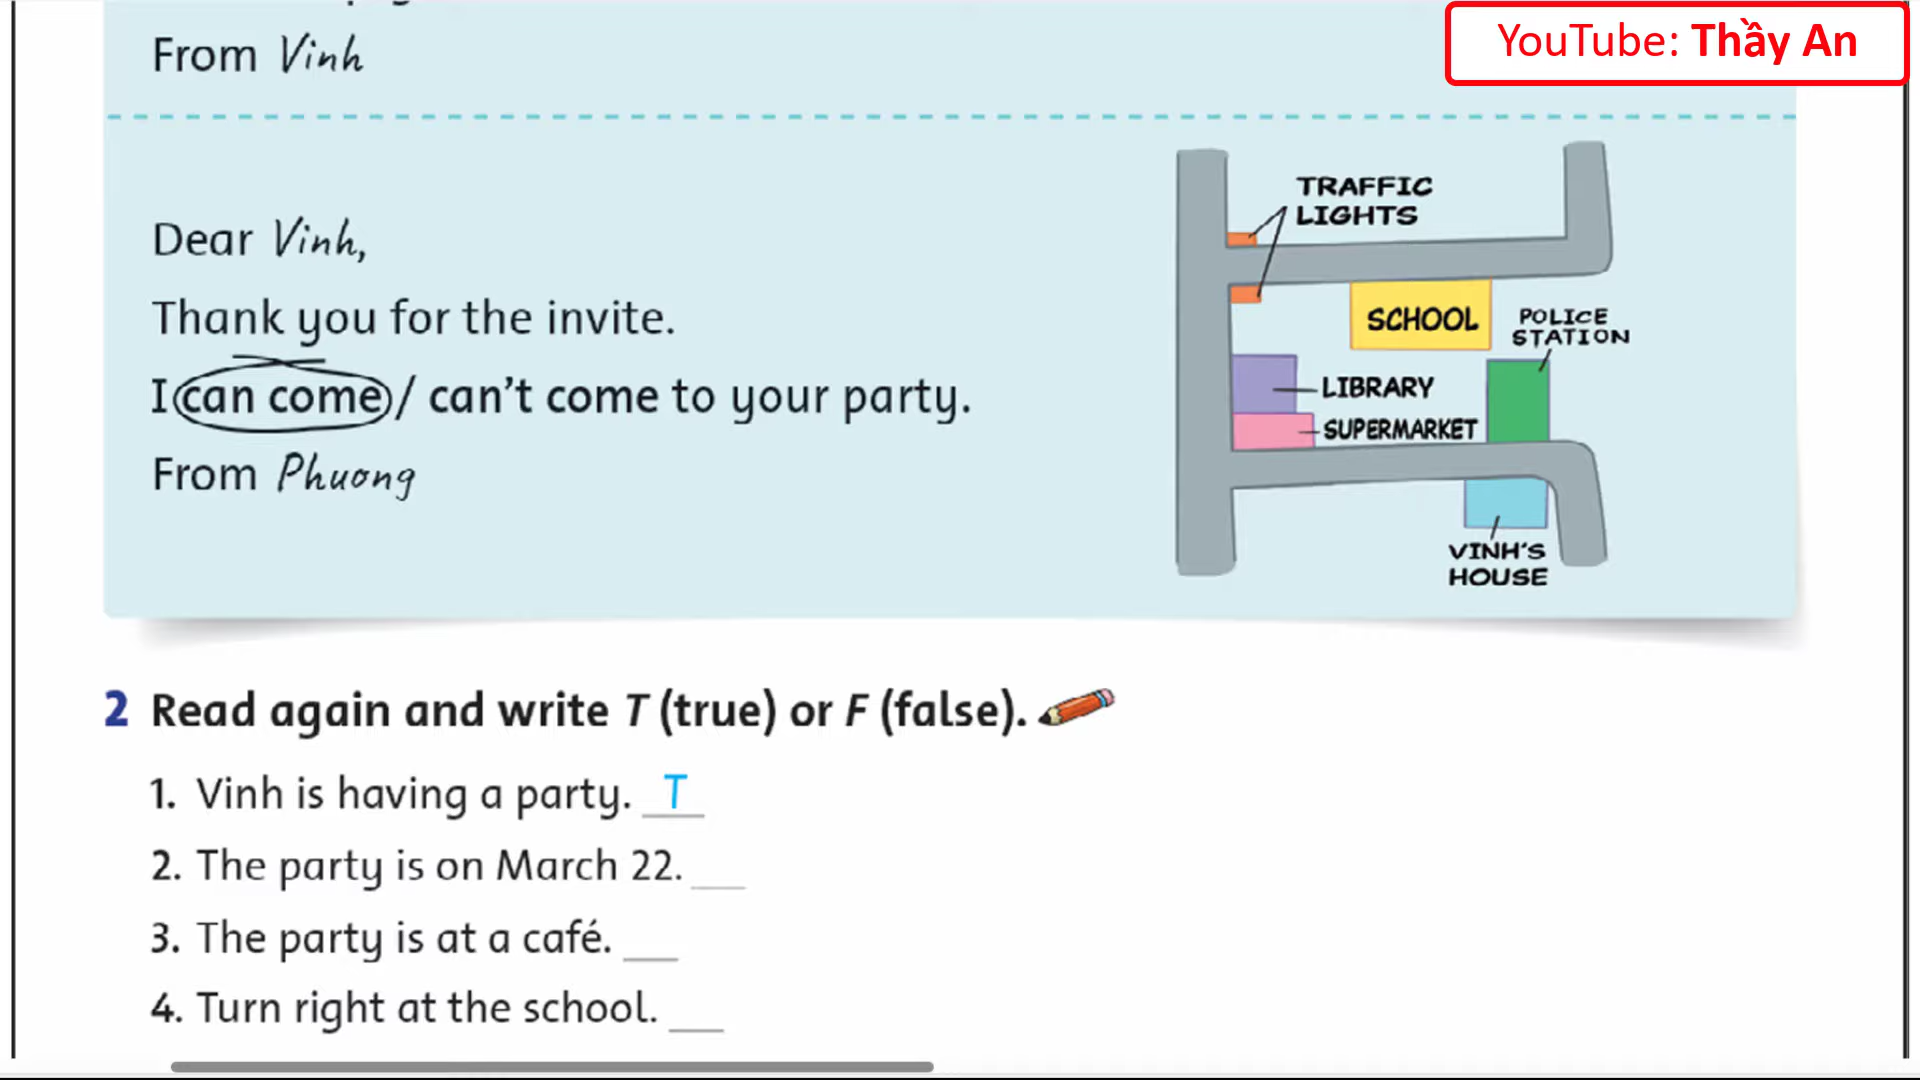 YouTube: Thầy An
From Vinh
Dear Vinh,
Thank you for the invite.
I can come / can't come to your party.
From Phuong
TRAFFIC
LIGHTS
SCHOOL
POLICE
STATION
LIBRARY
SUPERMARKET
VINH'S
HOUSE
2 Read again and write T (true) or F (false).
1. Vinh is having a party. T
2. The party is on March 22. ___
3. The party is at a café. ___
4. Turn right at the school. ___